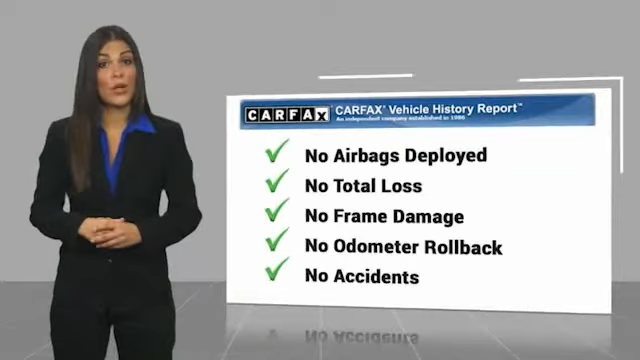 CARFAX CARFAX® Vehicle History Report™
An independent company established in 1986
No Airbags Deployed
No Total Loss
No Frame Damage
No Odometer Rollback
No Accidents